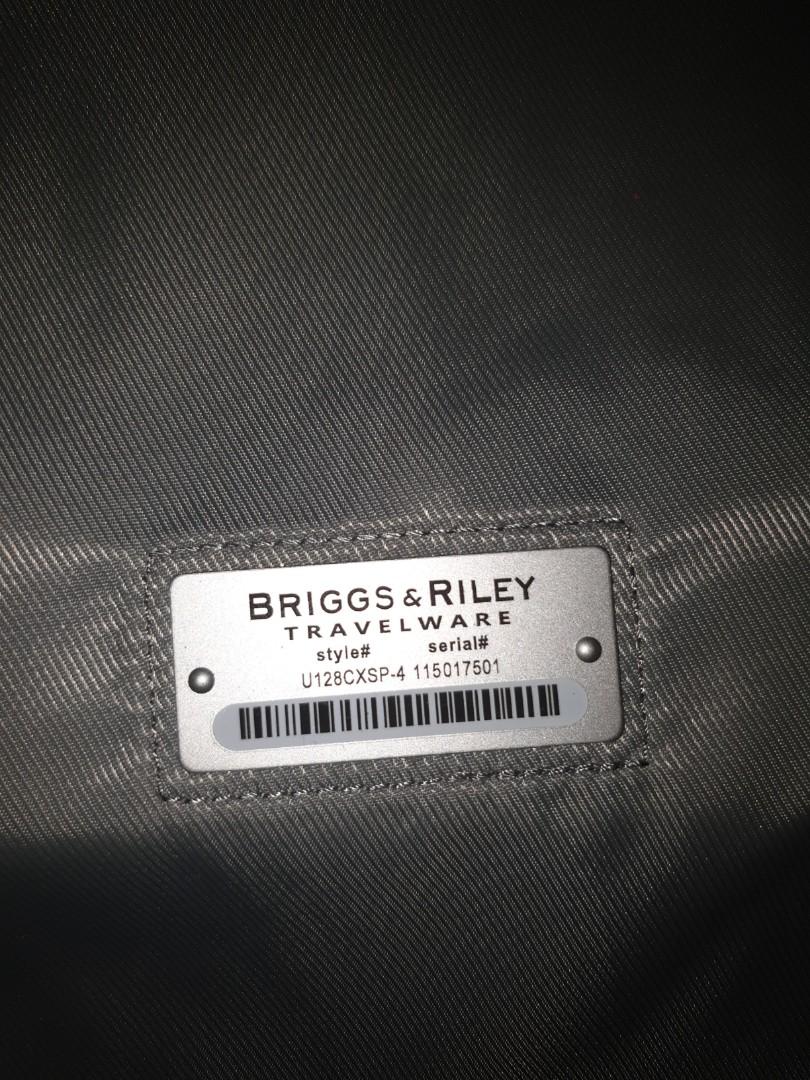 BRIGGS & RILEY
TRAVELWARE
style# serial#
U128CXSP-4 115017501